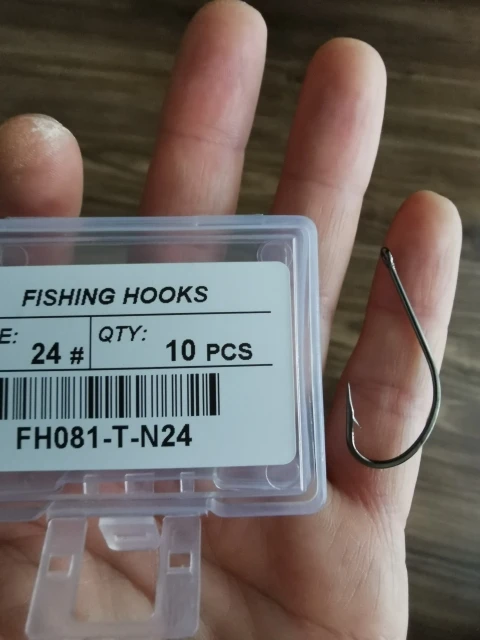 FISHING HOOKS
E: 24 # QTY: 10 PCS
FH081-T-N24